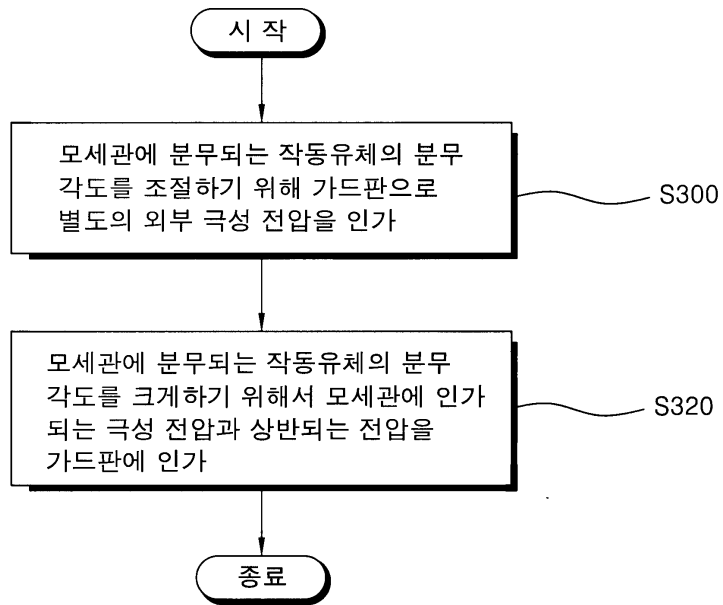 시 작
모세관에 분무되는 작동유체의 분무
각도를 조절하기 위해 가드판으로
별도의 외부 극성 전압을 인가
S300
모세관에 분무되는 작동유체의 분무
각도를 크게하기 위해서 모세관에 인가
되는 극성 전압과 상반되는 전압을
가드판에 인가
S320
종료